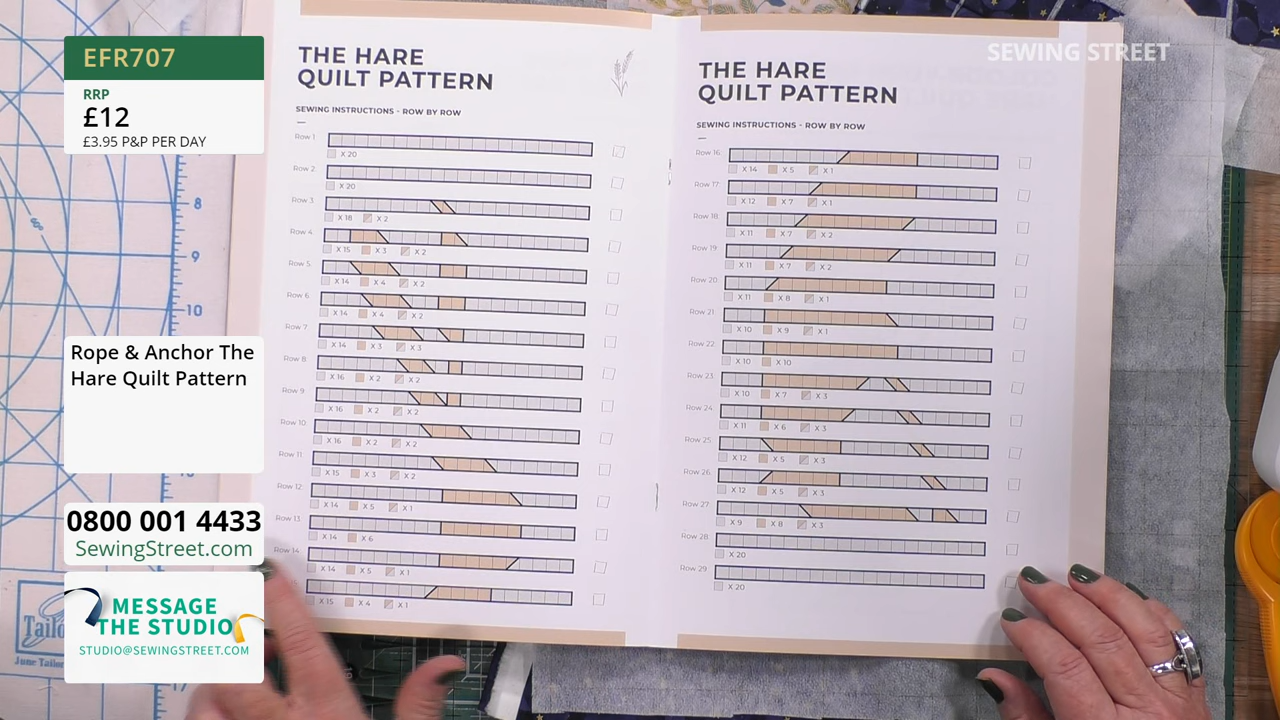 EFR707
RRP
£12
£3.95 P&P PER DAY
Rope & Anchor The
Hare Quilt Pattern
0800 001 4433
SewingStreet.com
MESSAGE
THE STUDIO
STUDIO@SEWINGSTREET.COM
SEWING STREET
8
9
10
June Tailor
THE HARE
QUILT PATTERN
SEWING INSTRUCTIONS - ROW BY ROW
Row 1
X 20
Row 2
X 20
Row 3
X 18 X 2
Row 4
X 15 X 3 X 2
Row 5
X 14 X 4 X 2
Row 6
X 14 X 4 X 2
Row 7
X 14 X 3 X 3
Row 8
X 16 X 2 X 2
Row 9
X 16 X 2 X 2
Row 10
X 16 X 2 X 2
Row 11
X 15 X 3 X 2
Row 12
X 14 X 5 X 1
Row 13
X 14 X 6
Row 14
X 14 X 5 X 1
X 15 X 4 X 1
THE HARE
QUILT PATTERN
SEWING INSTRUCTIONS - ROW BY ROW
Row 16
X 14 X 5 X 1
Row 17
X 12 X 7 X 1
Row 18
X 11 X 7 X 2
Row 19
X 11 X 7 X 2
Row 20
X 11 X 8 X 1
Row 21
X 10 X 9 X 1
Row 22
X 10 X 10
Row 23
X 10 X 7 X 3
Row 24
X 11 X 6 X 3
Row 25
X 12 X 5 X 3
Row 26
X 12 X 5 X 3
Row 27
X 9 X 8 X 3
Row 28
X 20
Row 29
X 20